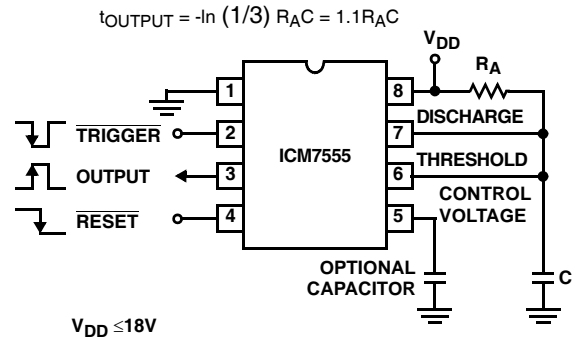 tOUTPUT = -ln (1/3) RAC = 1.1RAC
VDD
RA
1
8
DISCHARGE
TRIGGER
2
7
ICM7555
THRESHOLD
OUTPUT
3
6
CONTROL
VOLTAGE
RESET
4
5
OPTIONAL
CAPACITOR
C
VDD ≤18V